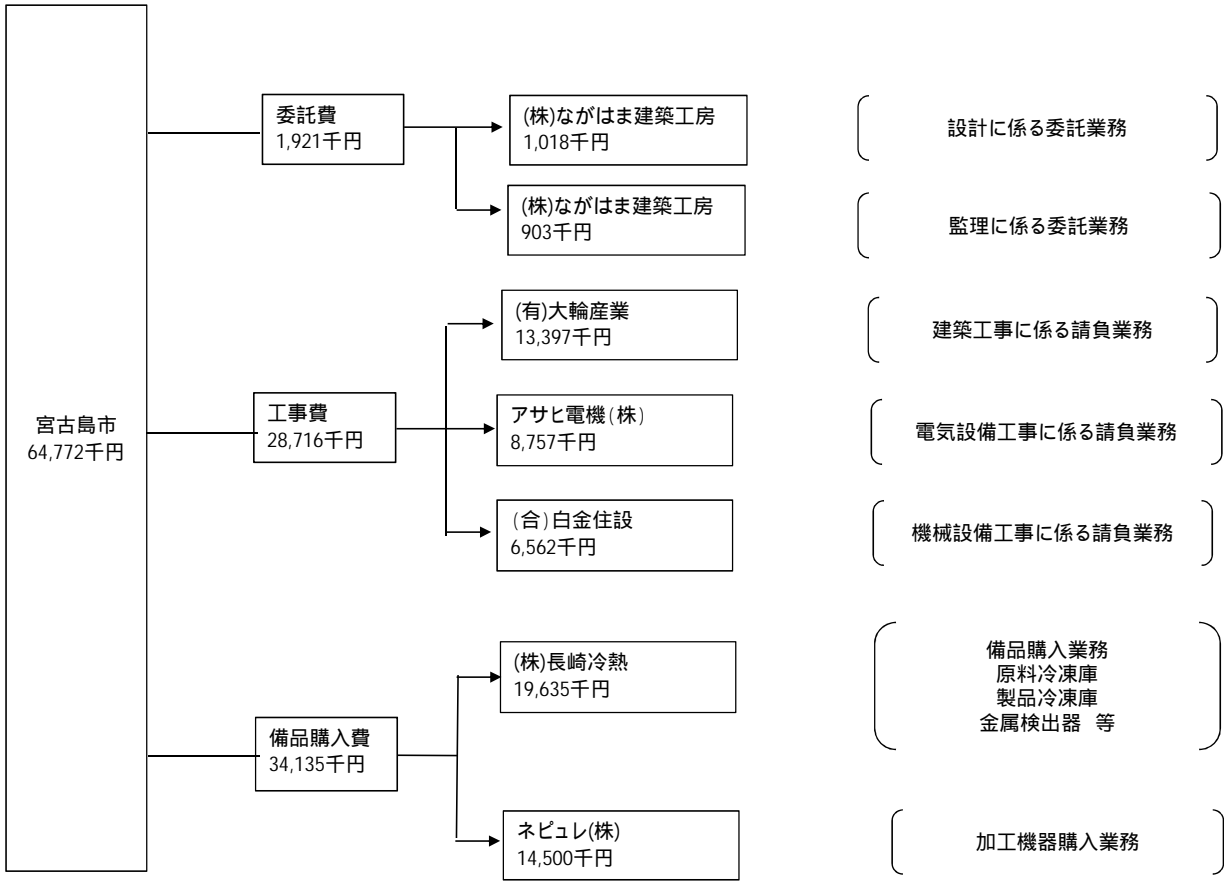 宮古島市
64,772千円
委託費
1,921千円
(株)ながはま建築工房
1,018千円
設計に係る委託業務
(株)ながはま建築工房
903千円
監理に係る委託業務
工事費
28,716千円
(有)大輪産業
13,397千円
建築工事に係る請負業務
アサヒ電機(株)
8,757千円
電気設備工事に係る請負業務
(合)白金住設
6,562千円
機械設備工事に係る請負業務
備品購入費
34,135千円
(株)長崎冷熱
19,635千円
備品購入業務
原料冷凍庫
製品冷凍庫
金属検出器 等
ネピュレ(株)
14,500千円
加工機器購入業務